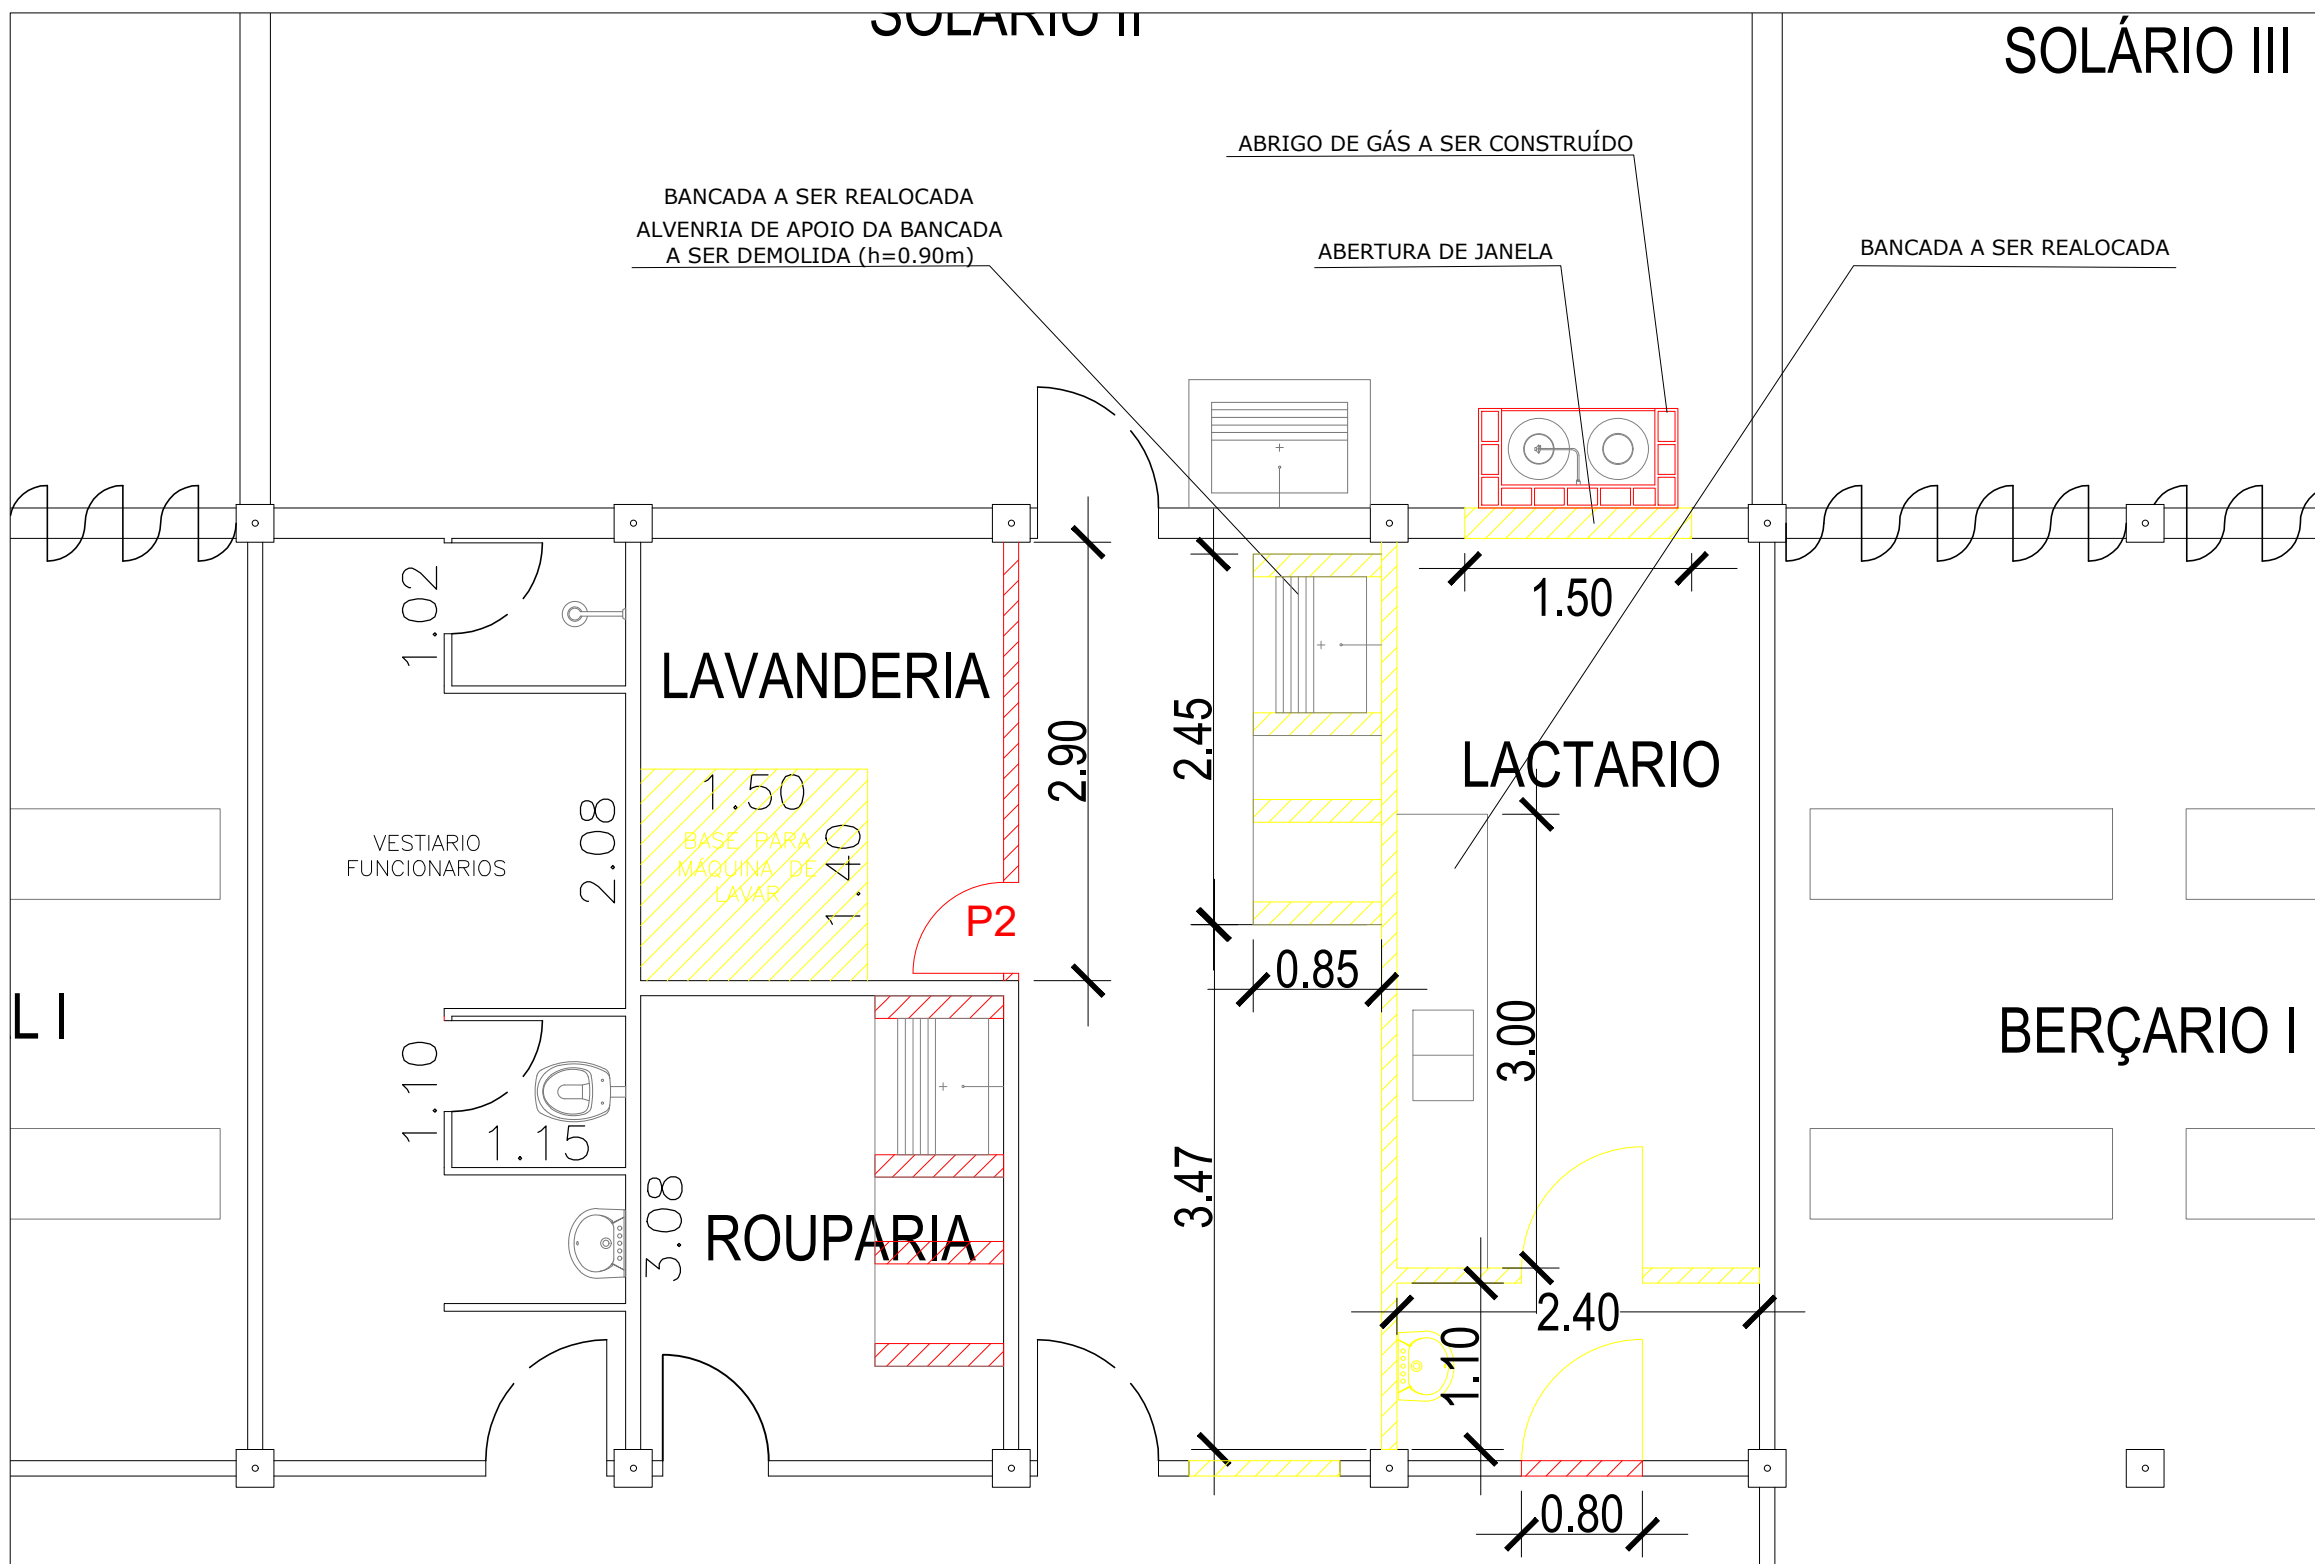 SOLÁRIO II
SOLÁRIO III
ABRIGO DE GÁS A SER CONSTRUÍDO
BANCADA A SER REALOCADA
ALVENRIA DE APOIO DA BANCADA
A SER DEMOLIDA (h=0.90m)
ABERTURA DE JANELA
BANCADA A SER REALOCADA
1.02
1.50
LAVANDERIA
2.90
2.45
LACTARIO
1.50
2.08
1.40
BASE PARA
MÁQUINA DE
LAVAR
VESTIARIO
FUNCIONARIOS
P2
0.85
L I
3.00
BERÇARIO I
1.10
1.15
3.47
3.08
ROUPARIA
2.40
1.10
0.80